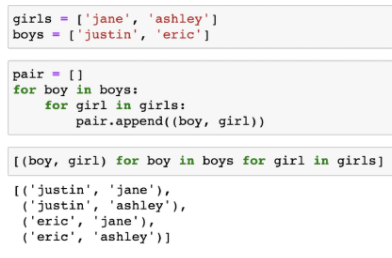 girls = ['jane', 'ashley']
boys = ['justin', 'eric']
pair = []
for boy in boys:
    for girl in girls:
        pair.append((boy, girl))
[(boy, girl) for boy in boys for girl in girls]
[('justin', 'jane'),
 ('justin', 'ashley'),
 ('eric', 'jane'),
 ('eric', 'ashley')]